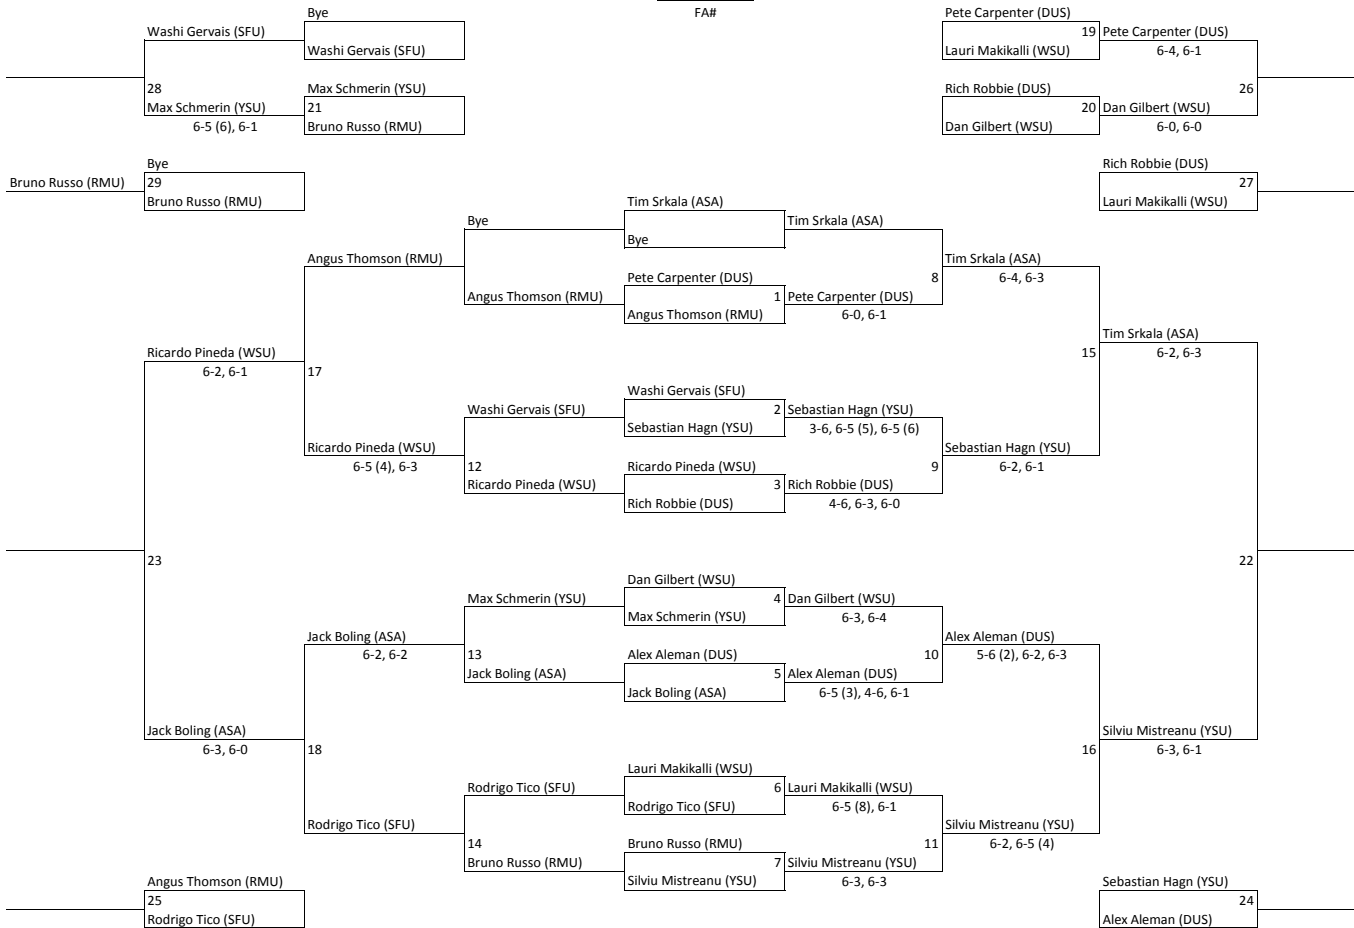 FA#
Bye
Washi Gervais (SFU)
Washi Gervais (SFU)
28
Max Schmerin (YSU)
21
Max Schmerin (YSU)
6-5 (6), 6-1
Bruno Russo (RMU)
Pete Carpenter (DUS)
19
Pete Carpenter (DUS)
Lauri Makikalli (WSU)
6-4, 6-1
26
Rich Robbie (DUS)
20
Dan Gilbert (WSU)
Dan Gilbert (WSU)
6-0, 6-0
Bye
Bruno Russo (RMU)
29
Bruno Russo (RMU)
Rich Robbie (DUS)
27
Lauri Makikalli (WSU)
Tim Srkala (ASA)
Bye
Tim Srkala (ASA)
Bye
Angus Thomson (RMU)
Tim Srkala (ASA)
Pete Carpenter (DUS)
8
6-4, 6-3
Angus Thomson (RMU)
1
Pete Carpenter (DUS)
Angus Thomson (RMU)
6-0, 6-1
Tim Srkala (ASA)
Ricardo Pineda (WSU)
15
6-2, 6-3
6-2, 6-1
17
Washi Gervais (SFU)
Washi Gervais (SFU)
2
Sebastian Hagn (YSU)
Sebastian Hagn (YSU)
3-6, 6-5 (5), 6-5 (6)
Ricardo Pineda (WSU)
Sebastian Hagn (YSU)
6-5 (4), 6-3
12
Ricardo Pineda (WSU)
9
6-2, 6-1
Ricardo Pineda (WSU)
3
Rich Robbie (DUS)
Rich Robbie (DUS)
4-6, 6-3, 6-0
23
22
Dan Gilbert (WSU)
Max Schmerin (YSU)
4
Dan Gilbert (WSU)
Max Schmerin (YSU)
6-3, 6-4
Jack Boling (ASA)
Alex Aleman (DUS)
6-2, 6-2
13
Alex Aleman (DUS)
10
5-6 (2), 6-2, 6-3
Jack Boling (ASA)
5
Alex Aleman (DUS)
Jack Boling (ASA)
6-5 (3), 4-6, 6-1
Jack Boling (ASA)
Silviu Mistreanu (YSU)
6-3, 6-0
18
16
6-3, 6-1
Lauri Makikalli (WSU)
Rodrigo Tico (SFU)
6
Lauri Makikalli (WSU)
Rodrigo Tico (SFU)
6-5 (8), 6-1
Rodrigo Tico (SFU)
Silviu Mistreanu (YSU)
14
Bruno Russo (RMU)
11
6-2, 6-5 (4)
Bruno Russo (RMU)
7
Silviu Mistreanu (YSU)
Silviu Mistreanu (YSU)
6-3, 6-3
Angus Thomson (RMU)
25
Rodrigo Tico (SFU)
Sebastian Hagn (YSU)
24
Alex Aleman (DUS)